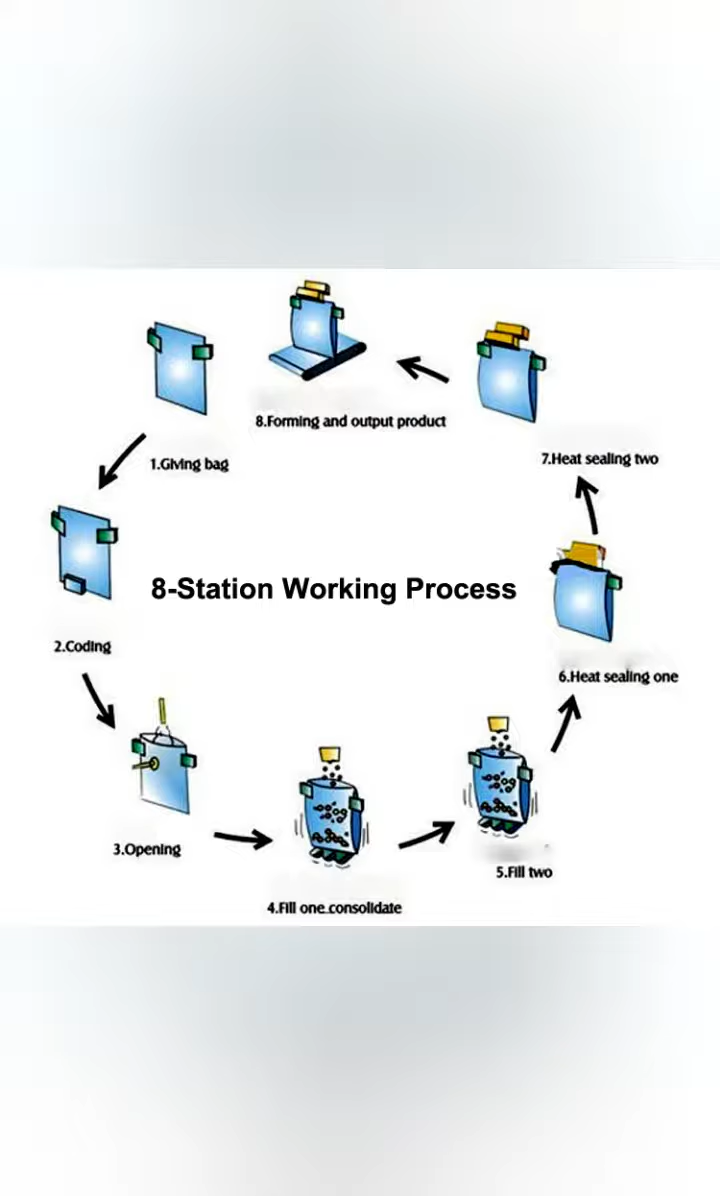 8.Forming and output product
1.Giving bag
7.Heat sealing two
8-Station Working Process
2.Coding
6.Heat sealing one
3.Opening
5.Fill two
4.Fill one consolidate